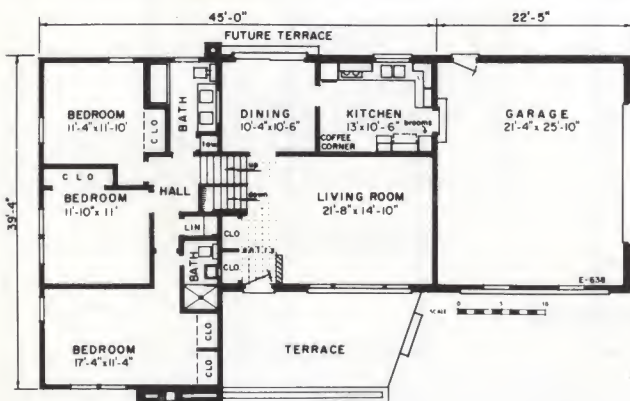 45'-0"
22'-5"
FUTURE TERRACE
39'-4"
BEDROOM
11'-4"x11'-10'
CLO
BATH
DINING
10'-4"x10'-6"
KITCHEN
13'x10'-6"
brooms
COFFEE
CORNER
GARAGE
21'-4" x 25'-10"
CLO
HALL
up
down
BEDROOM
11'-10"x11'
LIN
LIVING ROOM
21'-8" x 14'-10"
CLO
CLO
BATH
E-638
SCALE
0 5 10
BEDROOM
17'-4"x11'-4"
CLO
CLO
TERRACE